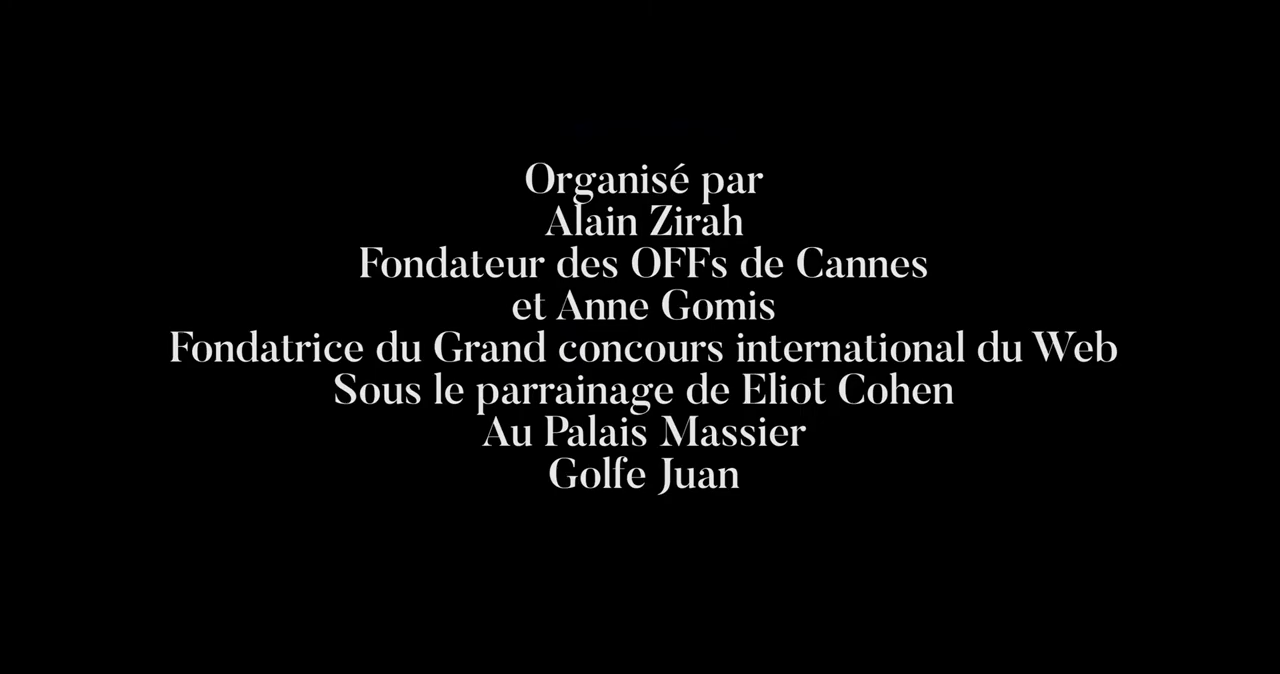 Organisé par
Alain Zirah
Fondateur des OFFs de Cannes
et Anne Gomis
Fondatrice du Grand concours international du Web
Sous le parrainage de Eliot Cohen
Au Palais Massier
Golfe Juan